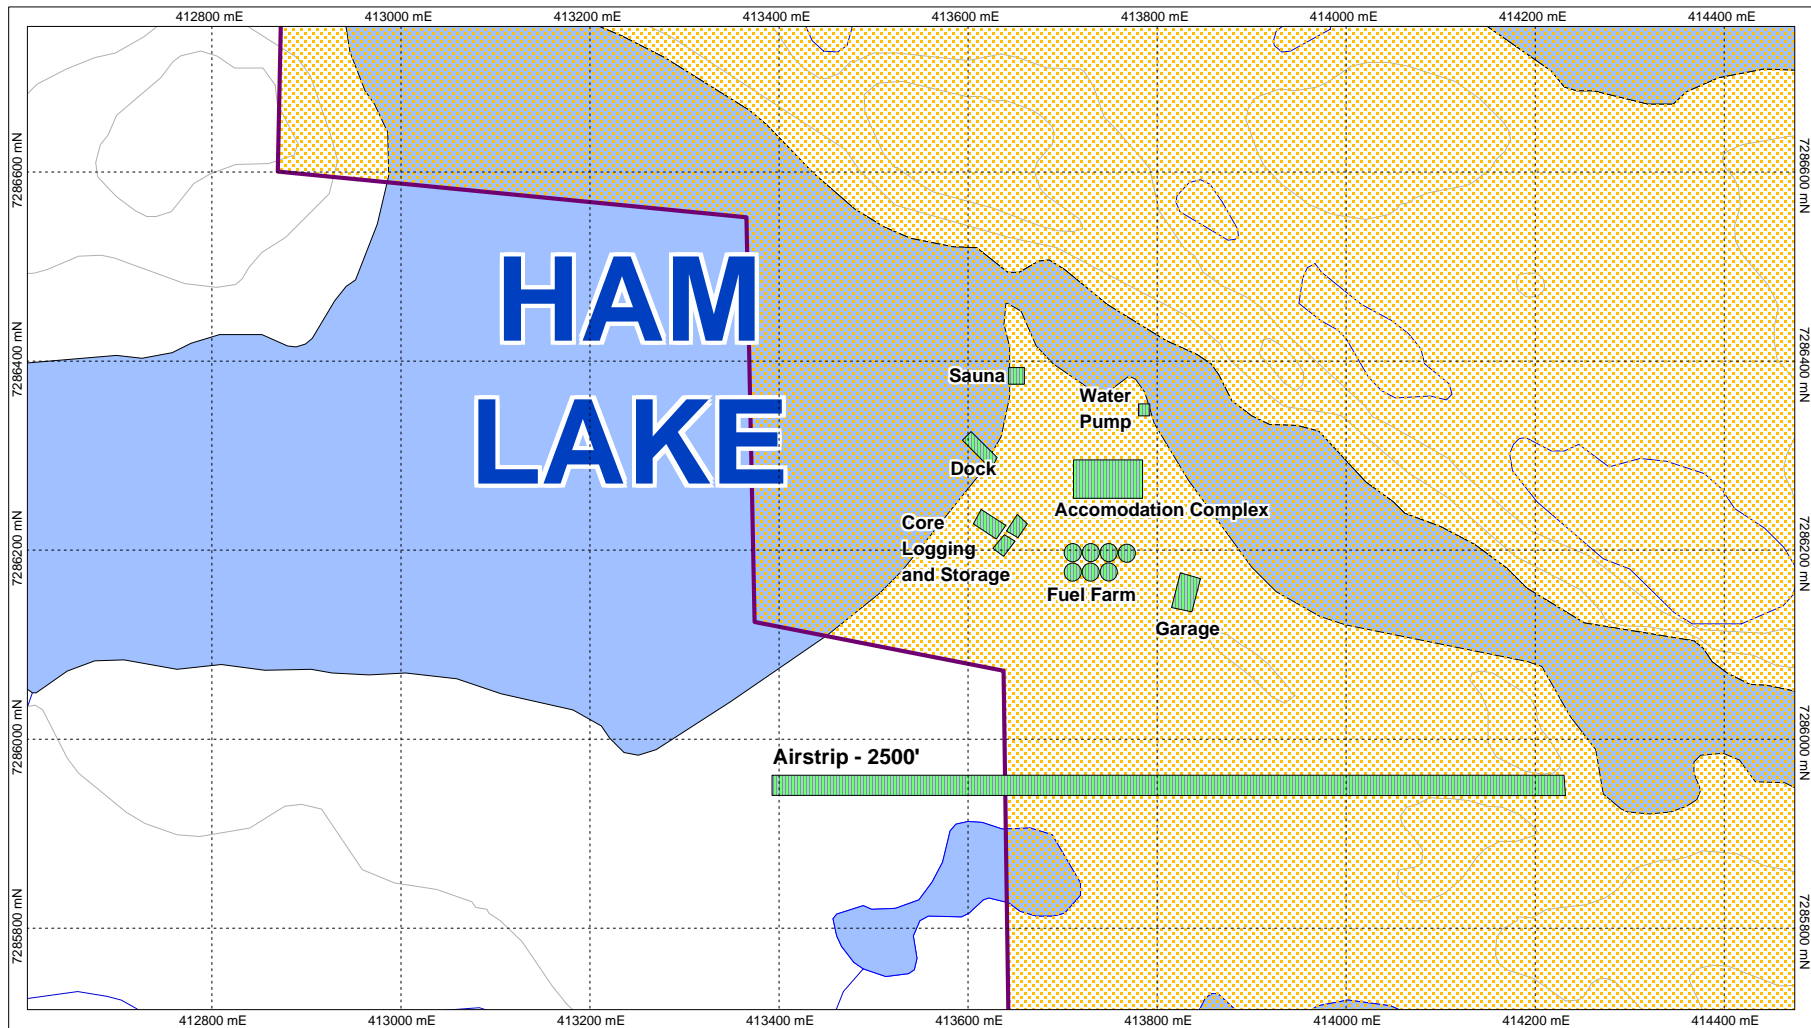 412800 mE 413000 mE 413200 mE 413400 mE 413600 mE 413800 mE 414000 mE 414200 mE 414400 mE
7286600 mN 7286600 mN
HAM
LAKE
7286400 mN 7286400 mN
Sauna
Water
Pump
Dock
Accomodation Complex
Core
Logging
and Storage
7286200 mN 7286200 mN
Fuel Farm
Garage
7286000 mN 7286000 mN
Airstrip - 2500'
7285800 mN 7285800 mN
412800 mE 413000 mE 413200 mE 413400 mE 413600 mE 413800 mE 414000 mE 414200 mE 414400 mE